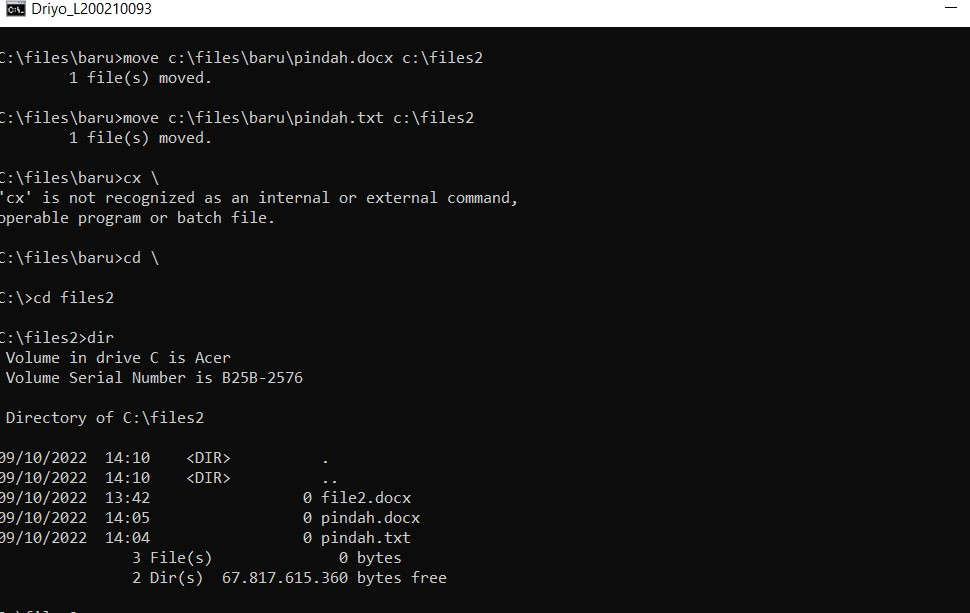 Driyo_L200210093
C:\files\baru>move c:\files\baru\pindah.docx c:\files2
1 file(s) moved.
C:\files\baru>move c:\files\baru\pindah.txt c:\files2
1 file(s) moved.
C:\files\baru>cx \
'cx' is not recognized as an internal or external command,
operable program or batch file.
C:\files\baru>cd \
C:\>cd files2
C:\files2>dir
Volume in drive C is Acer
Volume Serial Number is B25B-2576
Directory of C:\files2
09/10/2022  14:10    <DIR>          .
09/10/2022  14:10    <DIR>          ..
09/10/2022  13:42                 0 file2.docx
09/10/2022  14:05                 0 pindah.docx
09/10/2022  14:04                 0 pindah.txt
3 File(s)              0 bytes
2 Dir(s)  67.817.615.360 bytes free